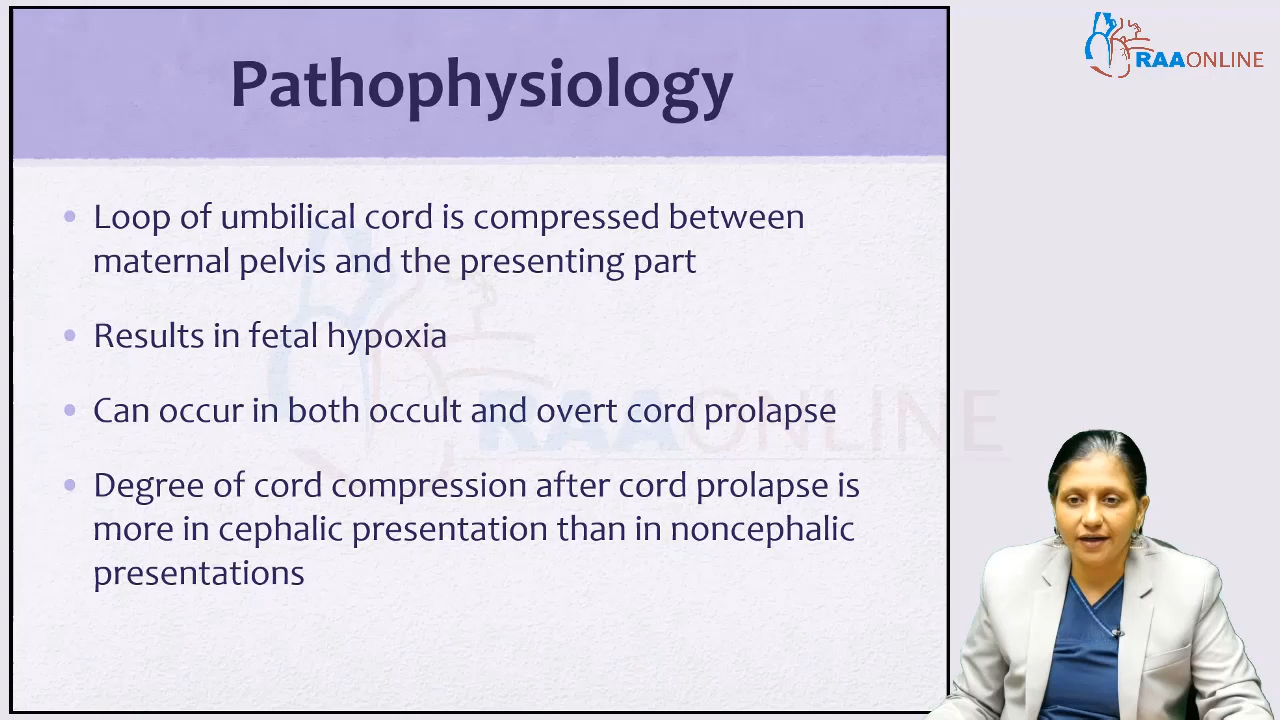 Pathophysiology
RAAONLINE
• Loop of umbilical cord is compressed between
maternal pelvis and the presenting part
• Results in fetal hypoxia
• Can occur in both occult and overt cord prolapse
• Degree of cord compression after cord prolapse is
more in cephalic presentation than in noncephalic
presentations
RAAONLINE